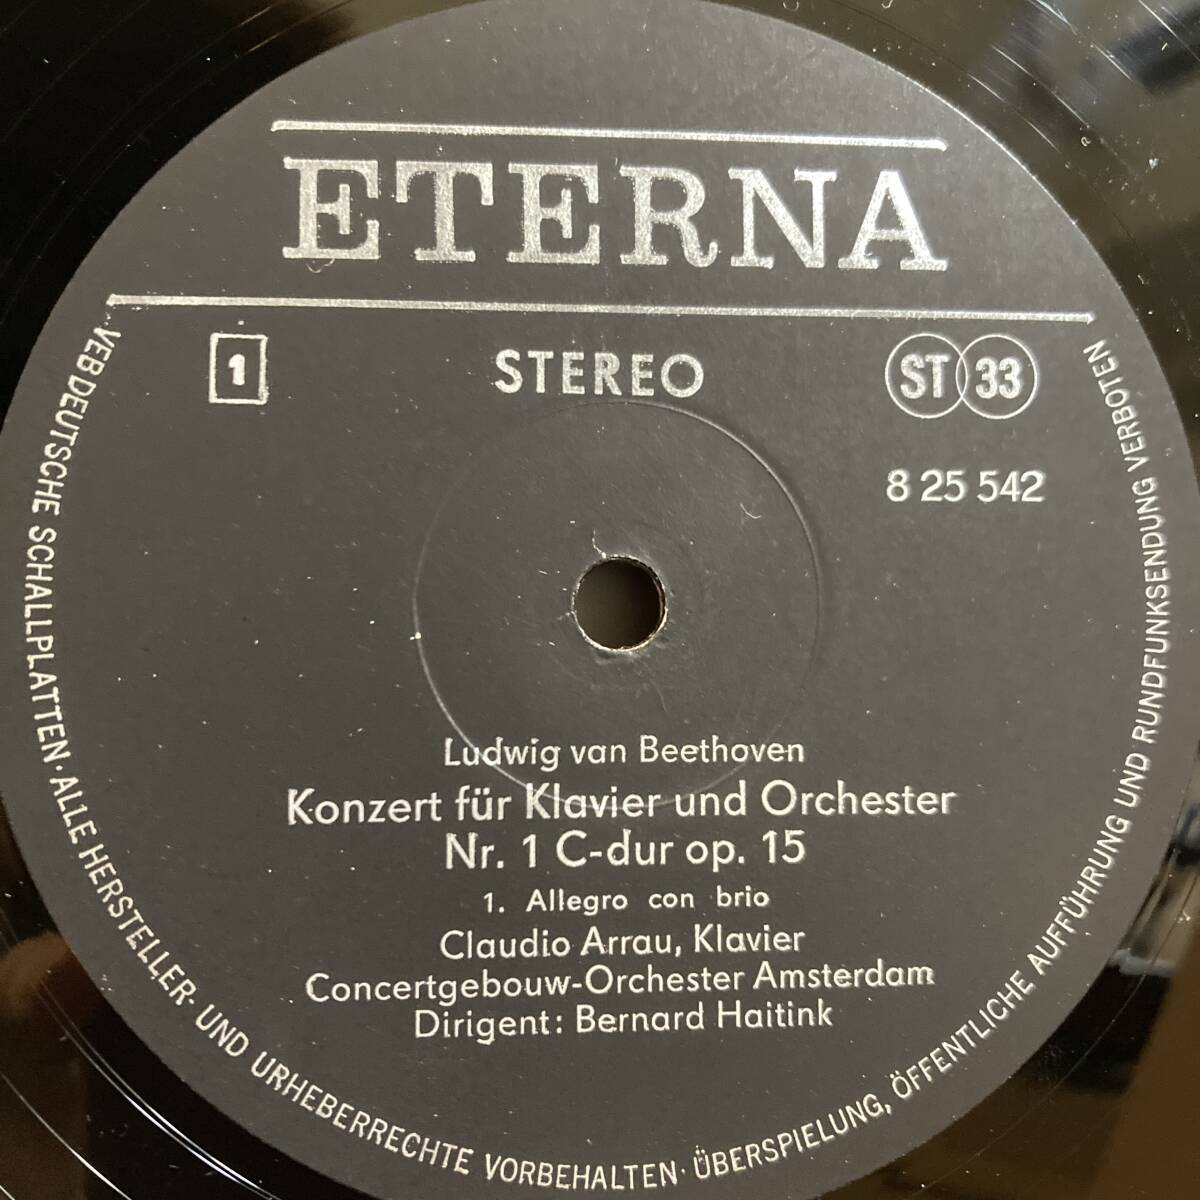 ETERNA
1 STEREO ST 33
8 25 542
Ludwig van Beethoven
Konzert für Klavier und Orchester
Nr. 1 C-dur op. 15
1. Allegro con brio
Claudio Arrau, Klavier
Concertgebouw-Orchester Amsterdam
Dirigent: Bernard Haitink
VEB DEUTSCHE SCHALLPLATTEN · ALLE HERSTELLER- UND URHEBERRECHTE VORBEHALTEN · ÜBERSPIELUNG, ÖFFENTLICHE AUFFÜHRUNG UND RUNDFUNKSENDUNG VERBOTEN